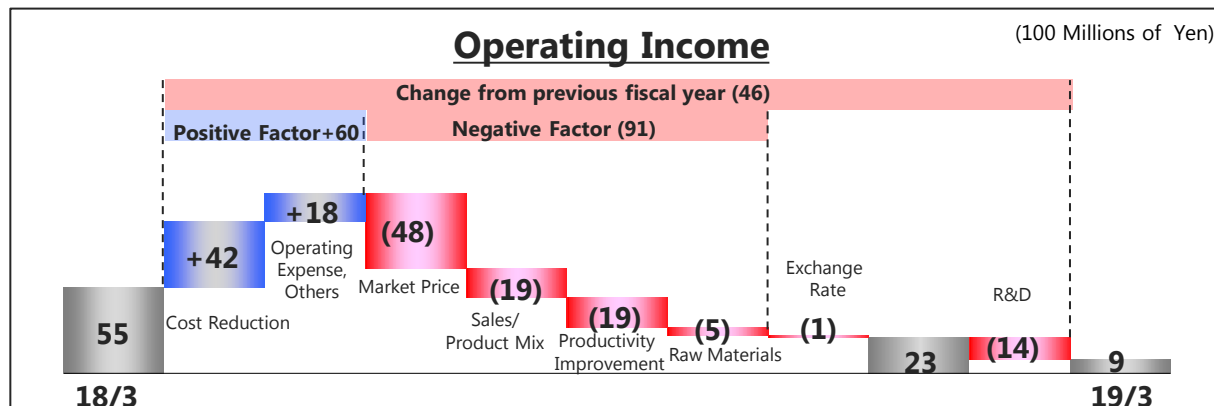 Operating Income
(100 Millions of Yen)
Change from previous fiscal year (46)
Positive Factor+60
Negative Factor (91)
55
+42
+18
(48)
(19)
(19)
(5)
(1)
23
(14)
9
Cost Reduction
Operating
Expense,
Others
Market Price
Sales/
Product Mix
Productivity
Improvement
Raw Materials
Exchange
Rate
R&D
18/3
19/3